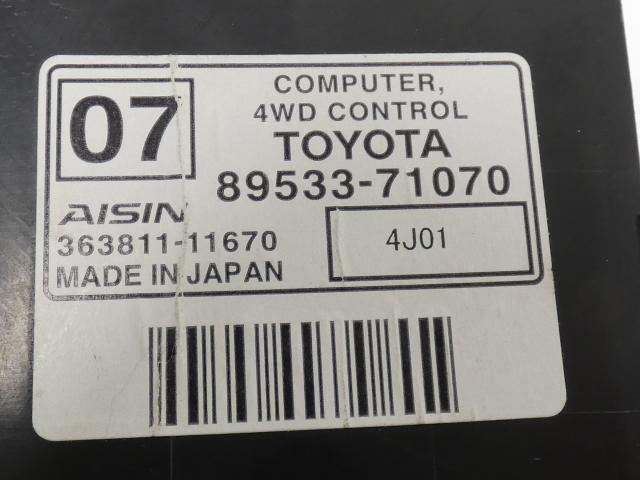 07
COMPUTER,
4WD CONTROL
TOYOTA
89533-71070
AISIN
363811-11670
4J01
MADE IN JAPAN